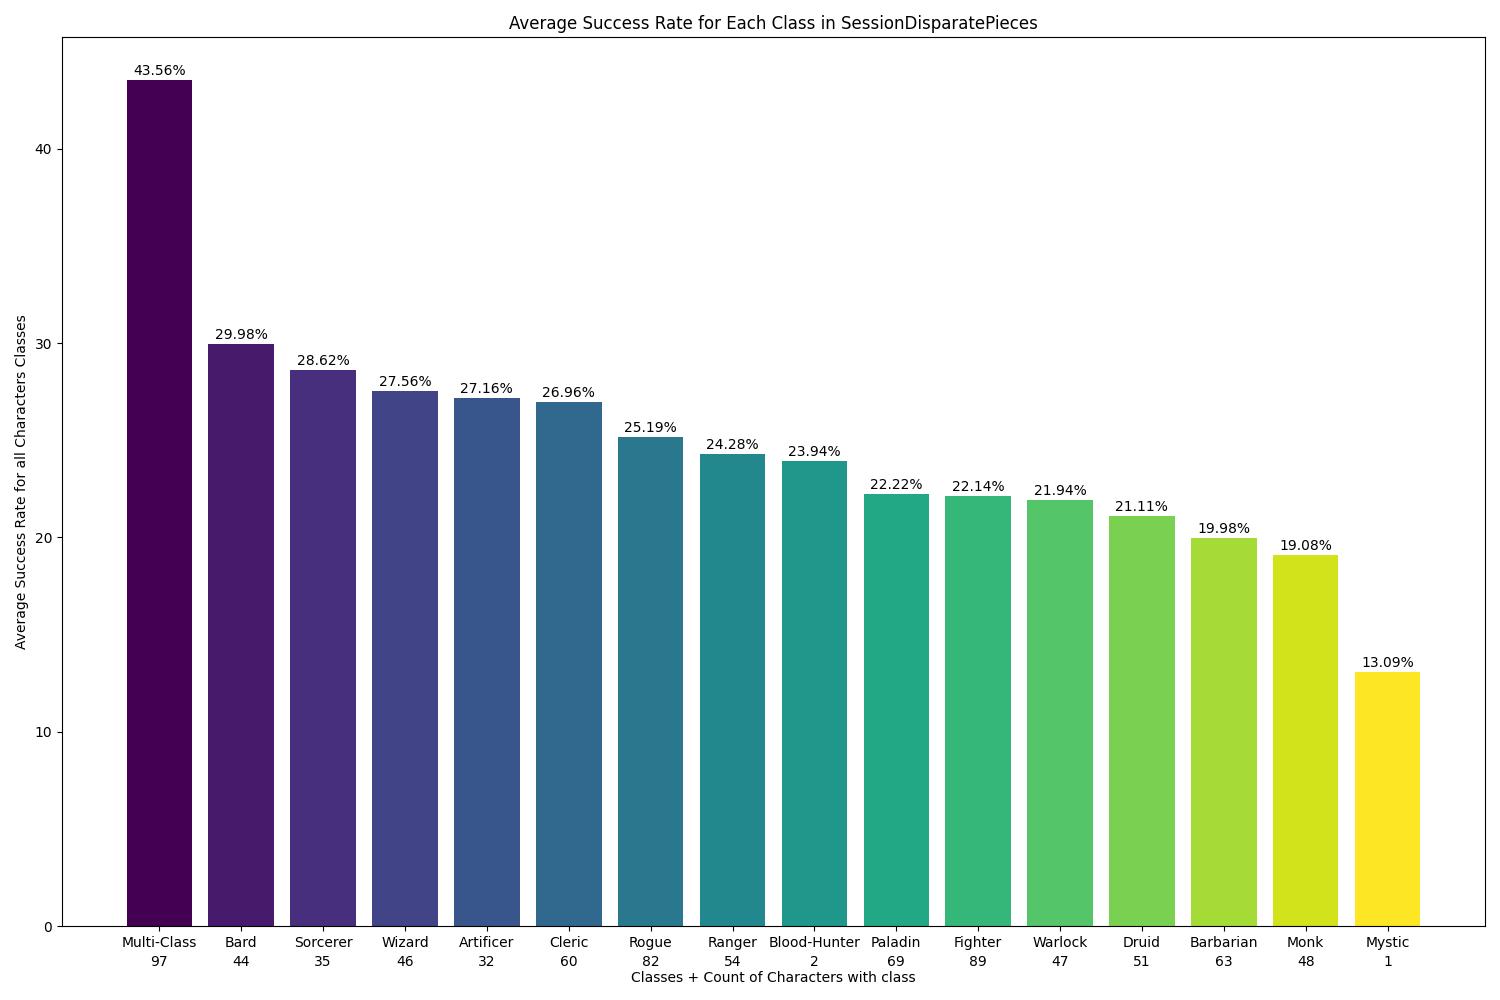 Average Success Rate for Each Class in SessionDisparatePieces
Average Success Rate for all Characters Classes
40
30
20
10
0
43.56%
29.98%
28.62%
27.56%
27.16%
26.96%
25.19%
24.28%
23.94%
22.22%
22.14%
21.94%
21.11%
19.98%
19.08%
13.09%
Multi-Class
97
Bard
44
Sorcerer
35
Wizard
46
Artificer
32
Cleric
60
Rogue
82
Ranger
54
Blood-Hunter
2
Paladin
69
Fighter
89
Warlock
47
Druid
51
Barbarian
63
Monk
48
Mystic
1
Classes + Count of Characters with class